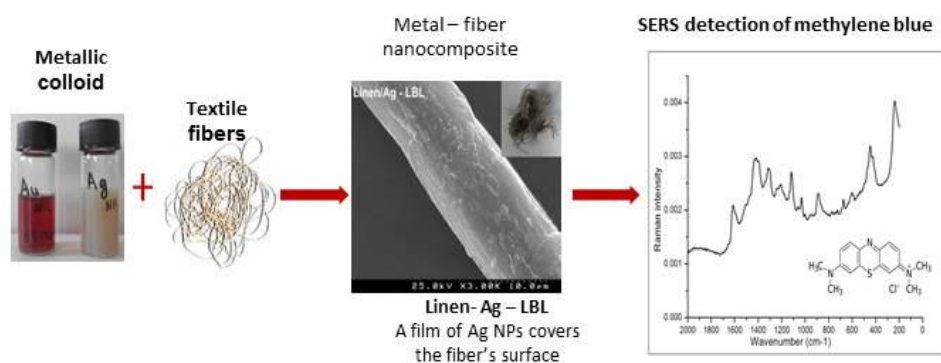 Metallic
colloid
Au
Ag
+
Textile
fibers
Metal – fiber
nanocomposite
Linen/Ag - LBL
25.0kV X3.00K 10.0µm
Linen- Ag – LBL
A film of Ag NPs covers
the fiber's surface
SERS detection of methylene blue
Raman intensity
0.004
0.003
0.002
0.001
0.000
2000 1800 1600 1400 1200 1000 800 600 400 200 0
Wavenumber (cm-1)
N
H₃C
N
CH₃
S
Cl⁻
N
CH₃
CH₃